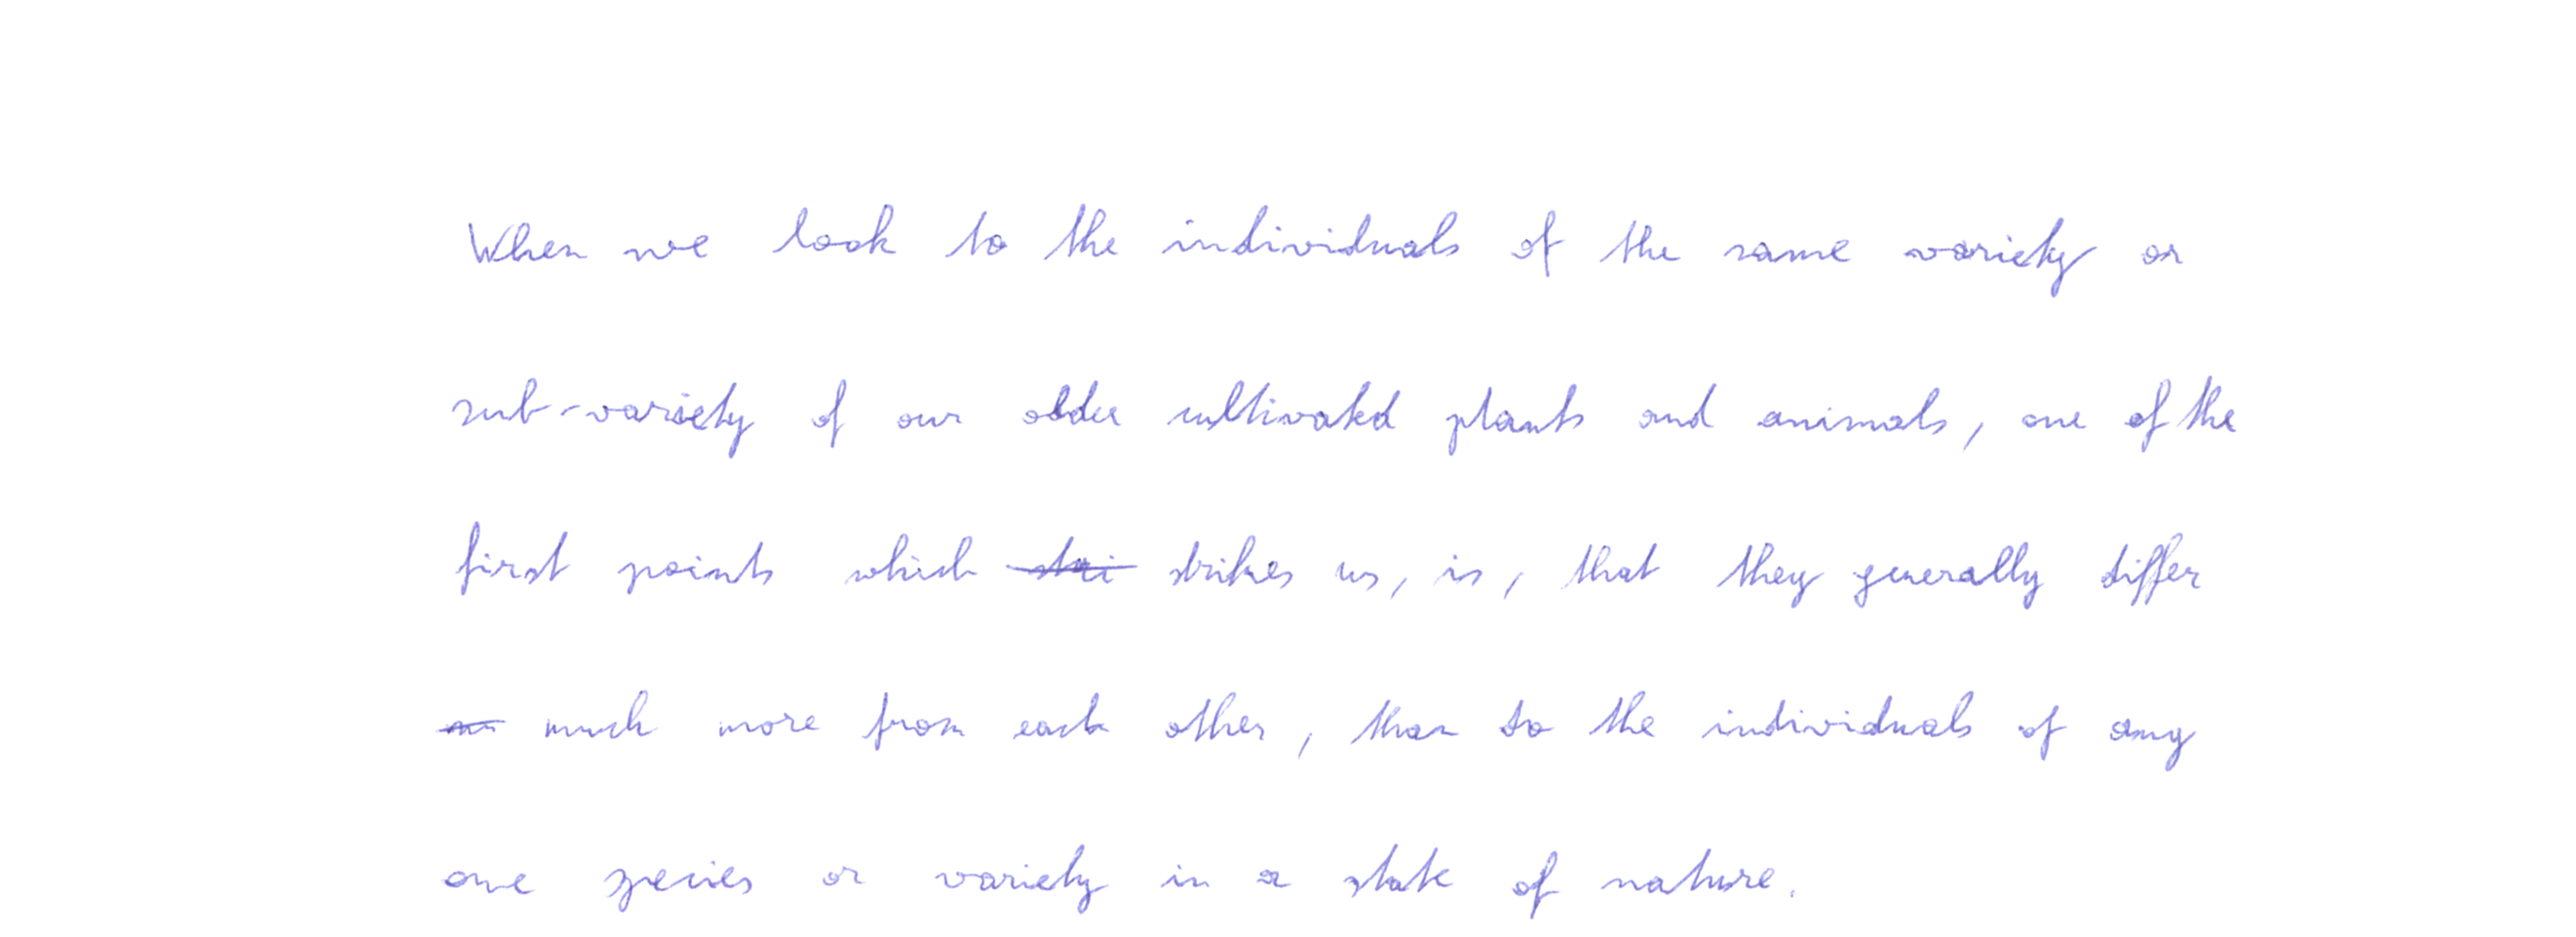 When we look to the individuals of the same variety or
sub-variety of our older cultivated plants and animals, one of the
first points which stri strikes us, is, that they generally differ
much more from each other, than do the individuals of any
one species or variety in a state of nature.